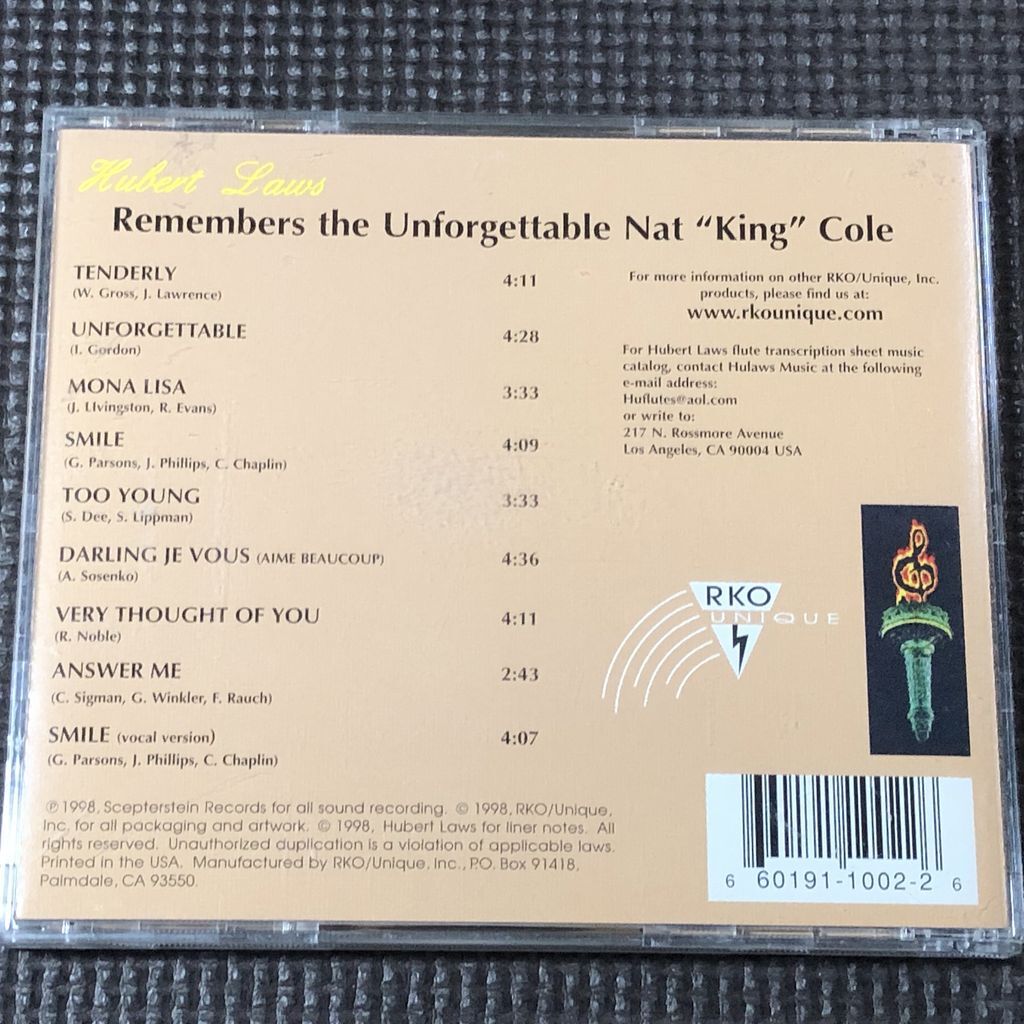 Hubert Laws
Remembers the Unforgettable Nat “King” Cole
TENDERLY 4:11
(W. Gross, J. Lawrence)
UNFORGETTABLE 4:28
(I. Gordon)
MONA LISA 3:33
(J. LIvingston, R. Evans)
SMILE 4:09
(G. Parsons, J. Phillips, C. Chaplin)
TOO YOUNG 3:33
(S. Dee, S. Lippman)
DARLING JE VOUS (AIME BEAUCOUP) 4:36
(A. Sosenko)
VERY THOUGHT OF YOU 4:11
(R. Noble)
ANSWER ME 2:43
(C. Sigman, G. Winkler, F. Rauch)
SMILE (vocal version) 4:07
(G. Parsons, J. Phillips, C. Chaplin)
For more information on other RKO/Unique, Inc.
products, please find us at:
www.rkounique.com
For Hubert Laws flute transcription sheet music
catalog, contact Hulaws Music at the following
e-mail address:
Huflutes@aol.com
or write to:
217 N. Rossmore Avenue
Los Angeles, CA 90004 USA
RKO
UNIQUE
℗ 1998, Scepterstein Records for all sound recording. © 1998, RKO/Unique,
Inc. for all packaging and artwork. © 1998, Hubert Laws for liner notes. All
rights reserved. Unauthorized duplication is a violation of applicable laws.
Printed in the USA. Manufactured by RKO/Unique, Inc., P.O. Box 91418,
Palmdale, CA 93550.
6 60191-1002-2 6